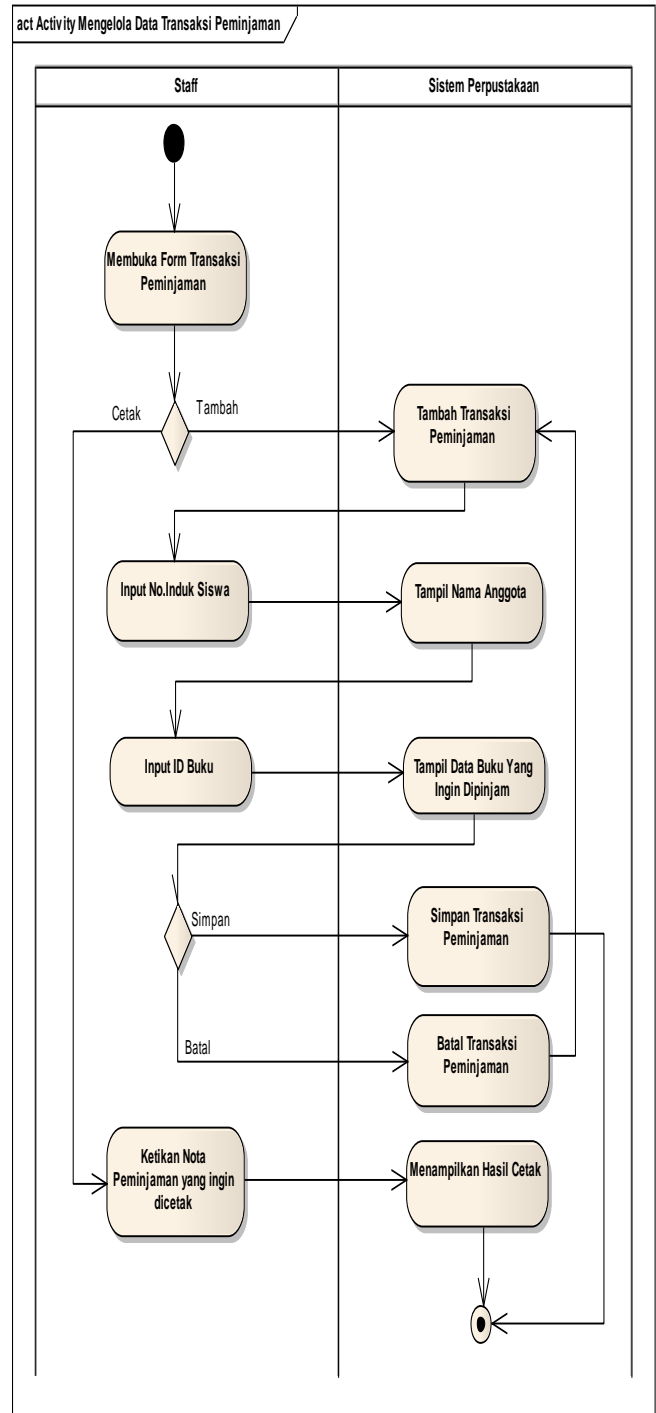 act Activity Mengelola Data Transaksi Peminjaman
Staff
Sistem Perpustakaan
Membuka Form Transaksi
Peminjaman
Cetak
Tambah
Tambah Transaksi
Peminjaman
Input No.Induk Siswa
Tampil Nama Anggota
Input ID Buku
Tampil Data Buku Yang
Ingin Dipinjam
Simpan
Simpan Transaksi
Peminjaman
Batal
Batal Transaksi
Peminjaman
Ketikan Nota
Peminjaman yang ingin
dicetak
Menampilkan Hasil Cetak